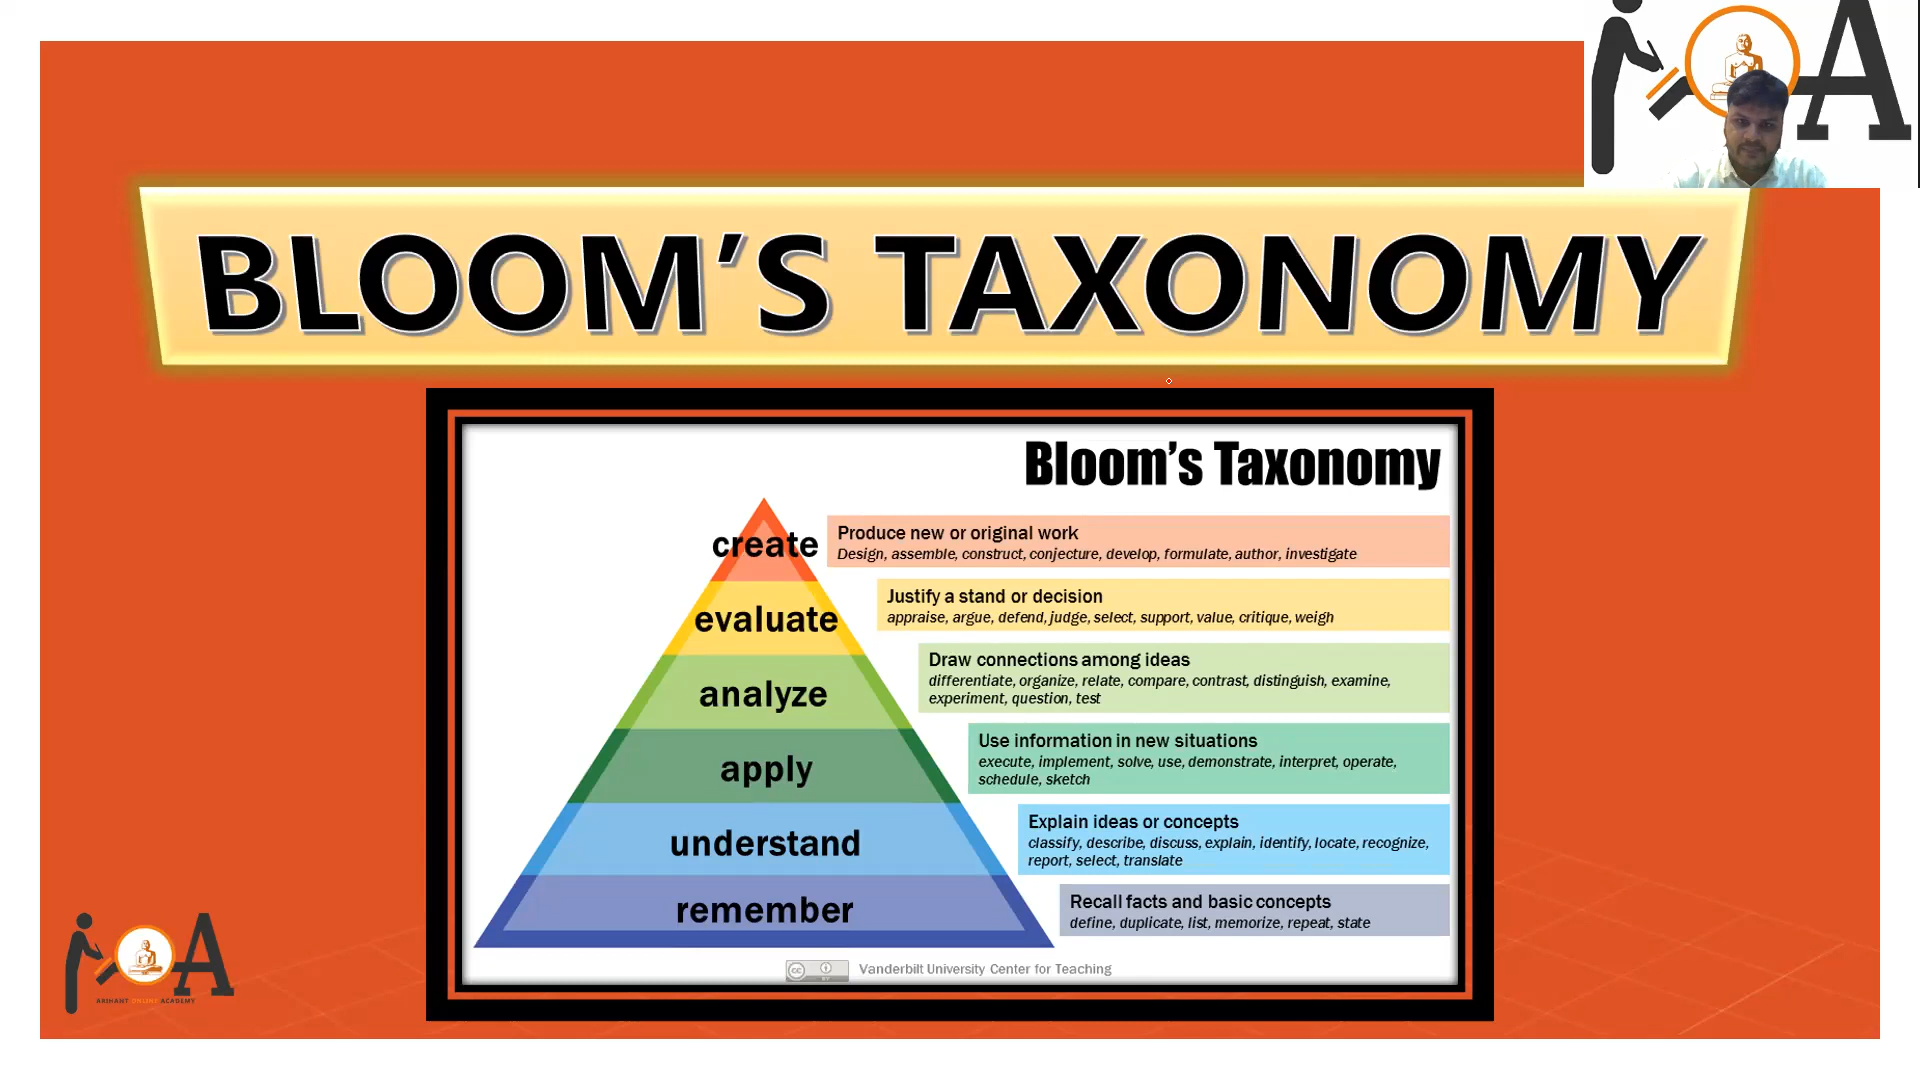 A
BLOOM’S TAXONOMY
Bloom’s Taxonomy
create
Produce new or original work
Design, assemble, construct, conjecture, develop, formulate, author, investigate
evaluate
Justify a stand or decision
appraise, argue, defend, judge, select, support, value, critique, weigh
analyze
Draw connections among ideas
differentiate, organize, relate, compare, contrast, distinguish, examine,
experiment, question, test
apply
Use information in new situations
execute, implement, solve, use, demonstrate, interpret, operate,
schedule, sketch
understand
Explain ideas or concepts
classify, describe, discuss, explain, identify, locate, recognize,
report, select, translate
remember
Recall facts and basic concepts
define, duplicate, list, memorize, repeat, state
A
ARIHANT ONLINE ACADEMY
cc
BY
Vanderbilt University Center for Teaching